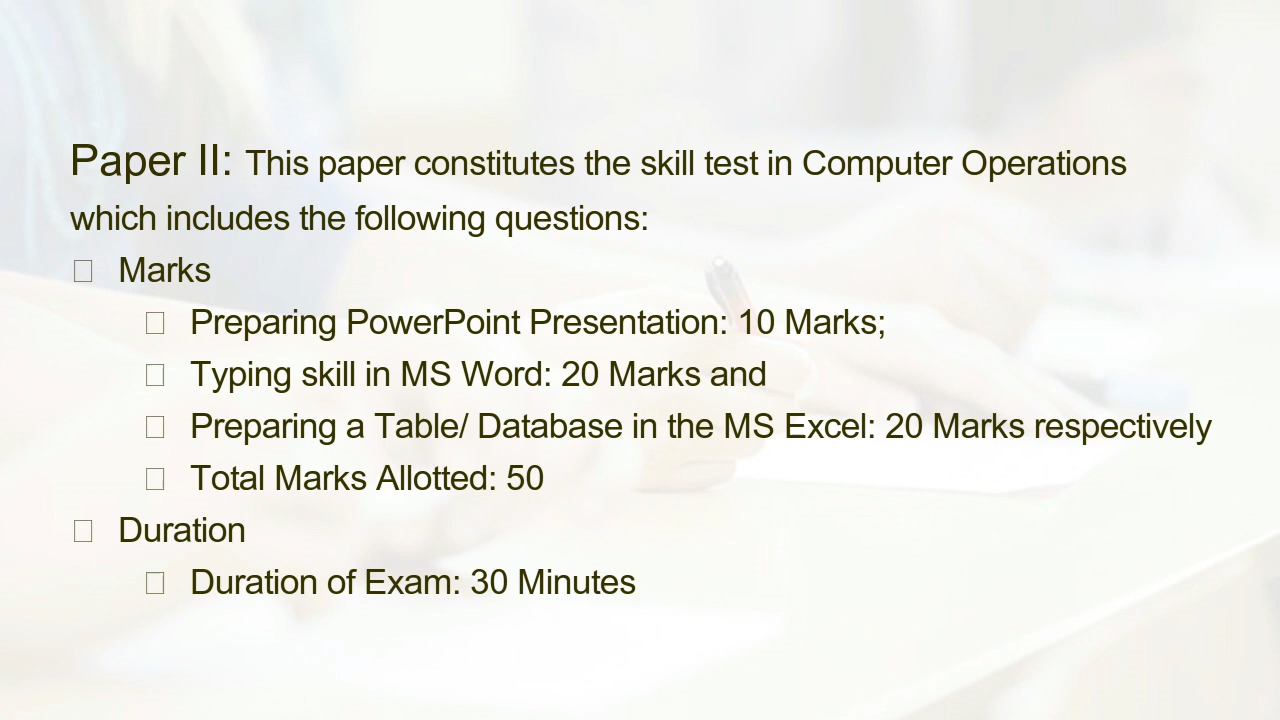 Paper II: This paper constitutes the skill test in Computer Operations
which includes the following questions:
Marks
Preparing PowerPoint Presentation: 10 Marks;
Typing skill in MS Word: 20 Marks and
Preparing a Table/ Database in the MS Excel: 20 Marks respectively
Total Marks Allotted: 50
Duration
Duration of Exam: 30 Minutes